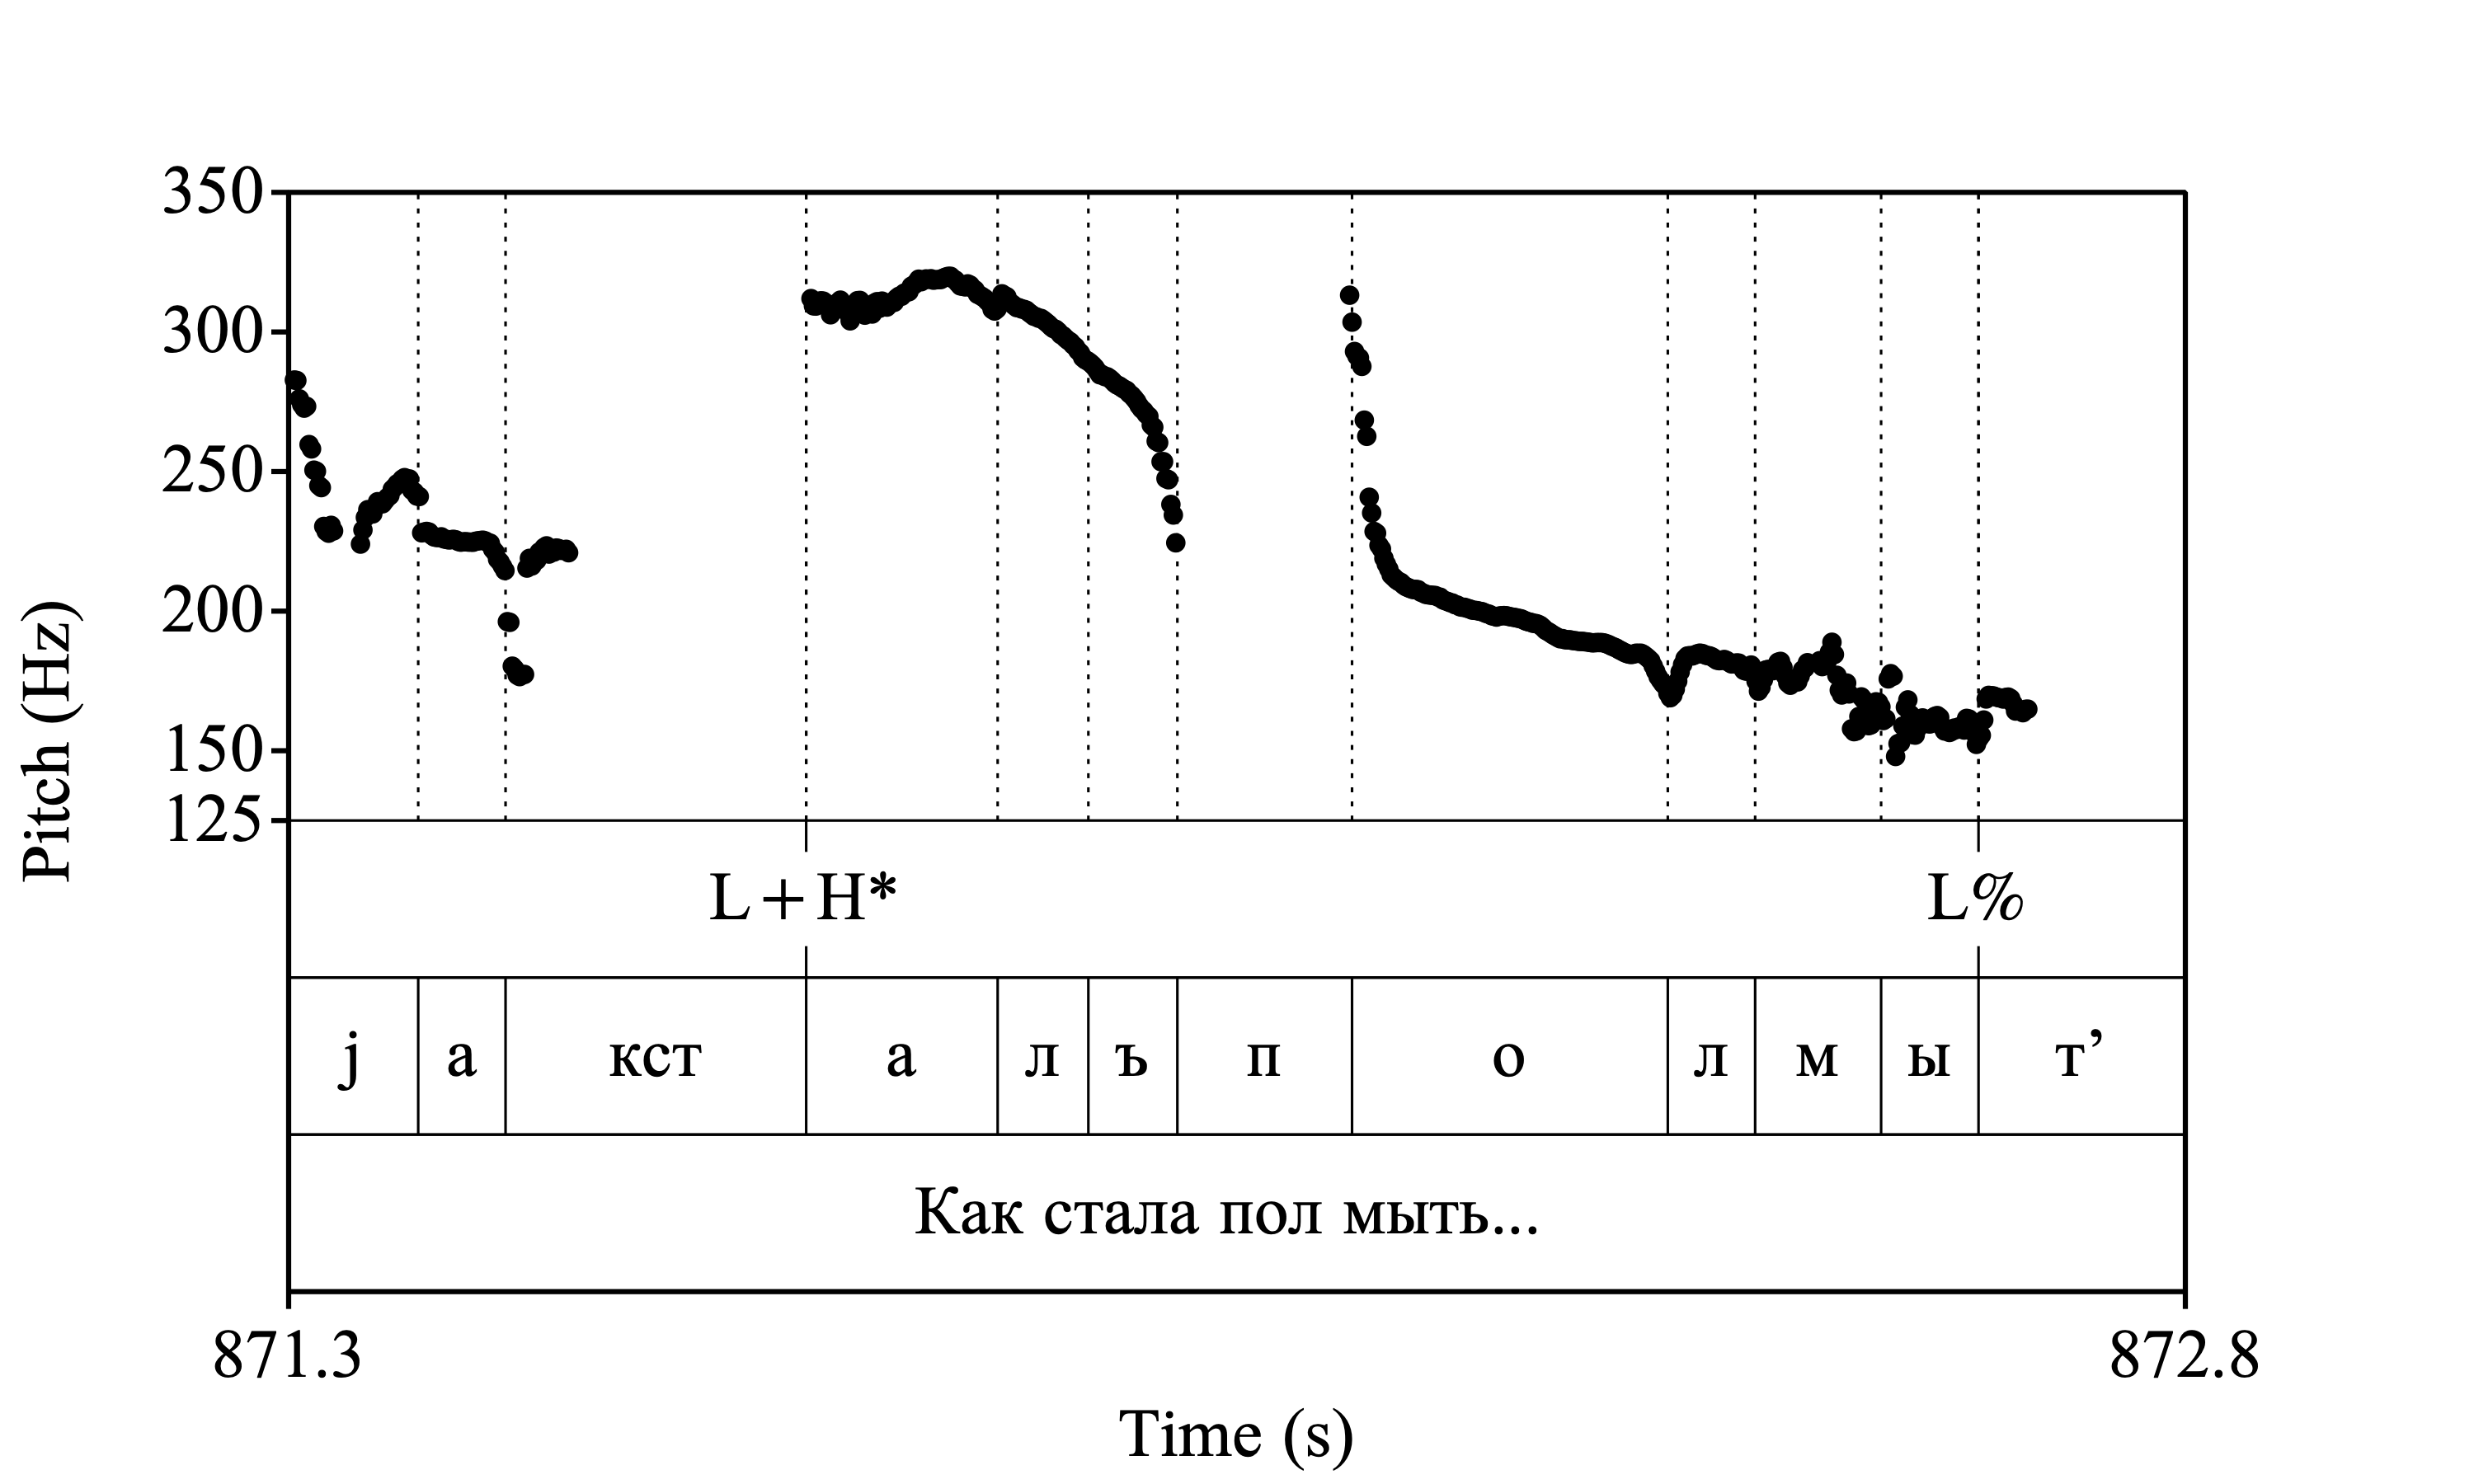 350
300
250
200
150
125
Pitch (Hz)
L+H* L%
j а кст а л ъ п о л м ы т’
Как стала пол мыть...
871.3 872.8
Time (s)